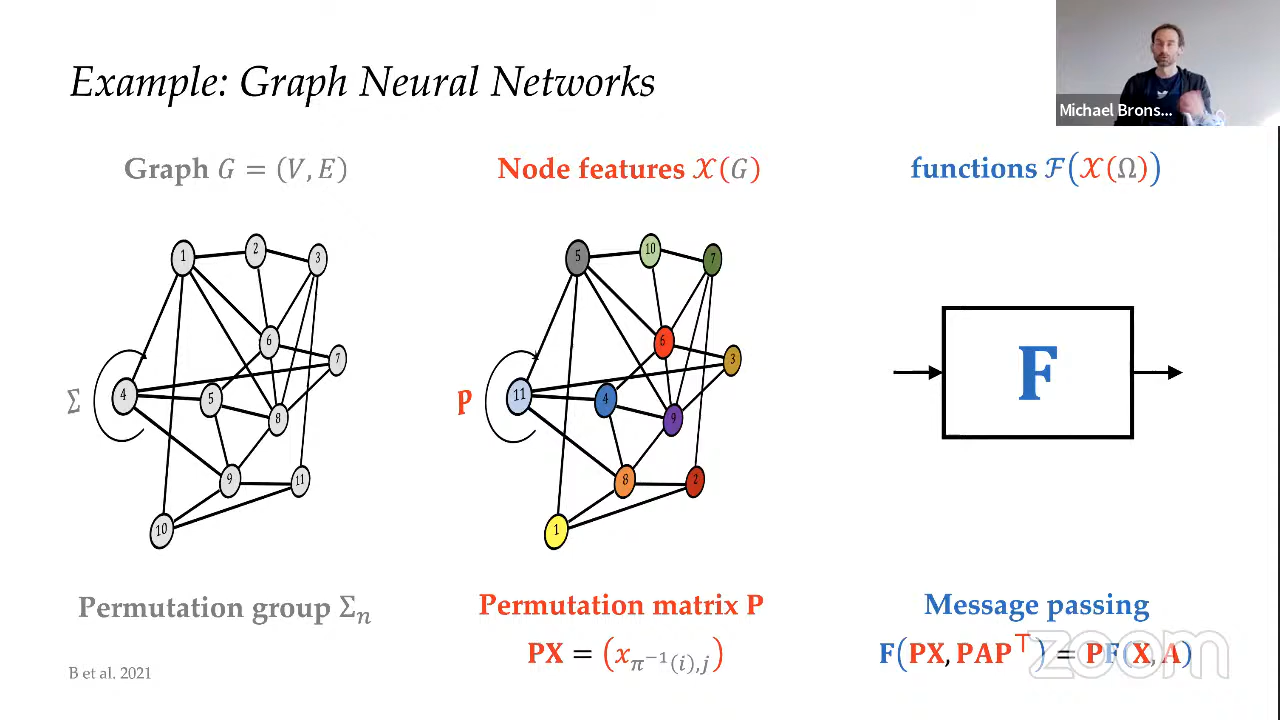 Example: Graph Neural Networks
Michael Brons...
Graph G = (V, E)
Node features 𝒳(G)
functions ℱ(𝒳(Ω))
1
2
3
6
7
4
5
8
9
11
10
Σ
5
10
7
6
3
11
4
9
8
2
1
P
F
Permutation group Σₙ
Permutation matrix P
Message passing
PX = (x_{π⁻¹(i),j})
F(PX, PAP⊤) = PF(X, A)
B et al. 2021
zoom